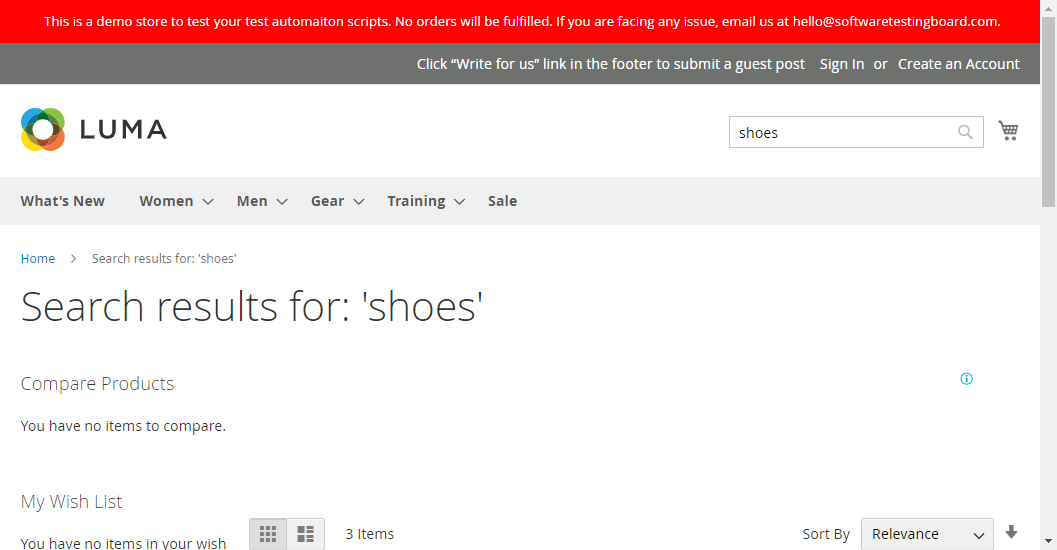 This is a demo store to test your test automaiton scripts. No orders will be fulfilled. If you are facing any issue, email us at hello@softwaretestingboard.com.
Click “Write for us” link in the footer to submit a guest post Sign In or Create an Account
LUMA
shoes
What's New Women Men Gear Training Sale
Home > Search results for: 'shoes'
Search results for: 'shoes'
Compare Products
You have no items to compare.
My Wish List
3 Items Sort By Relevance
You have no items in your wish